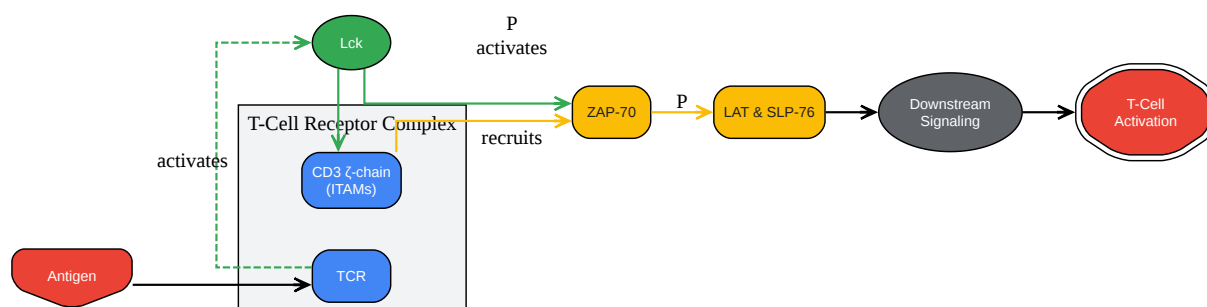 Lck
P
activates
ZAP-70
P
LAT & SLP-76
Downstream
Signaling
T-Cell
Activation
T-Cell Receptor Complex
recruits
activates
CD3 ζ-chain
(ITAMs)
Antigen
TCR